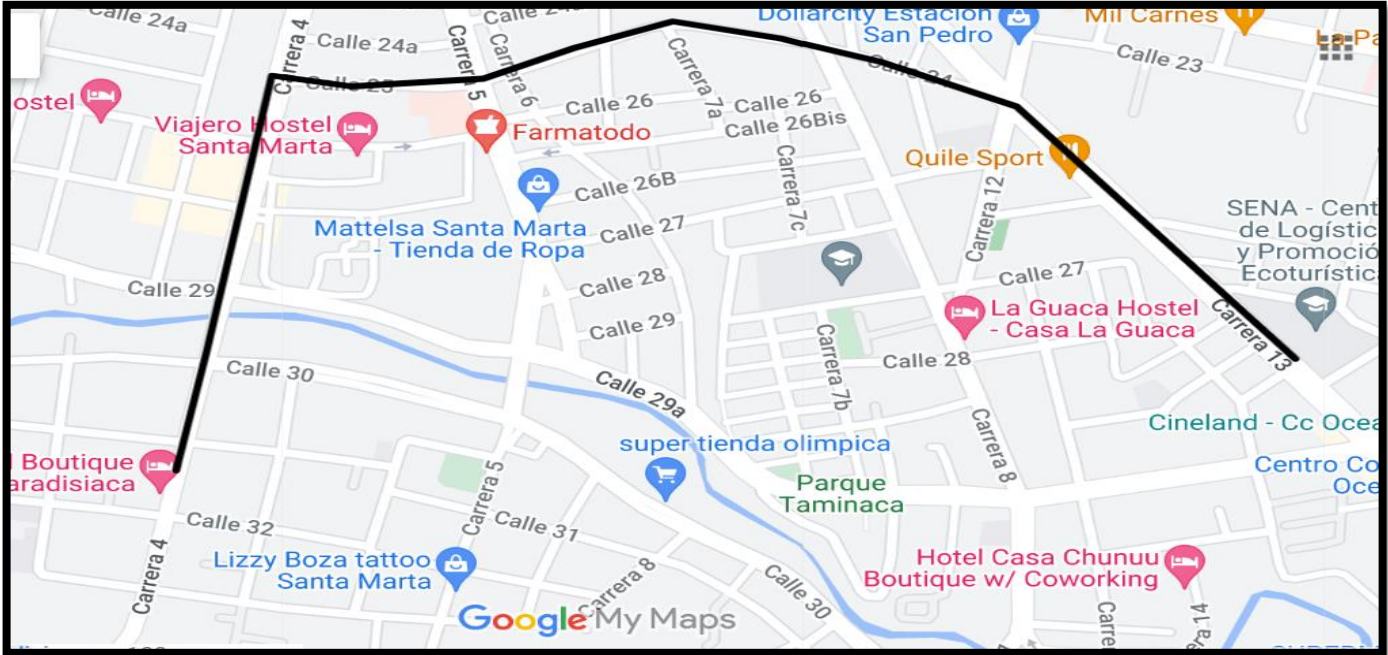 Calle 24a
Carrera 4
Calle 24a
Carrera 5
Carrera 6
Dollarcity Estación
San Pedro
Mil Carnes
Calle 23
Calle 25
Carrera 7a
Calle 24
ostel
Viajero Hostel
Santa Marta
Farmatodo
Calle 26
Calle 26
Calle 26Bis
Quile Sport
Calle 26B
Carrera 7c
Carrera 12
Mattelsa Santa Marta
- Tienda de Ropa
Calle 27
SENA - Cent
de Logístic
y Promoció
Ecoturística
Calle 29
Calle 28
Calle 27
La Guaca Hostel
- Casa La Guaca
Calle 29
Carrera 13
Calle 30
Calle 29a
Carrera 7b
Calle 28
Carrera 8
Cineland - Cc Ocea
super tienda olimpica
Boutique
aradisiaca
Carrera 5
Parque
Taminaca
Centro Co
Oce
Calle 32
Calle 31
Carrera 4
Lizzy Boza tattoo
Santa Marta
Carrera 8
Calle 30
Hotel Casa Chunuu
Boutique w/ Coworking
Google My Maps